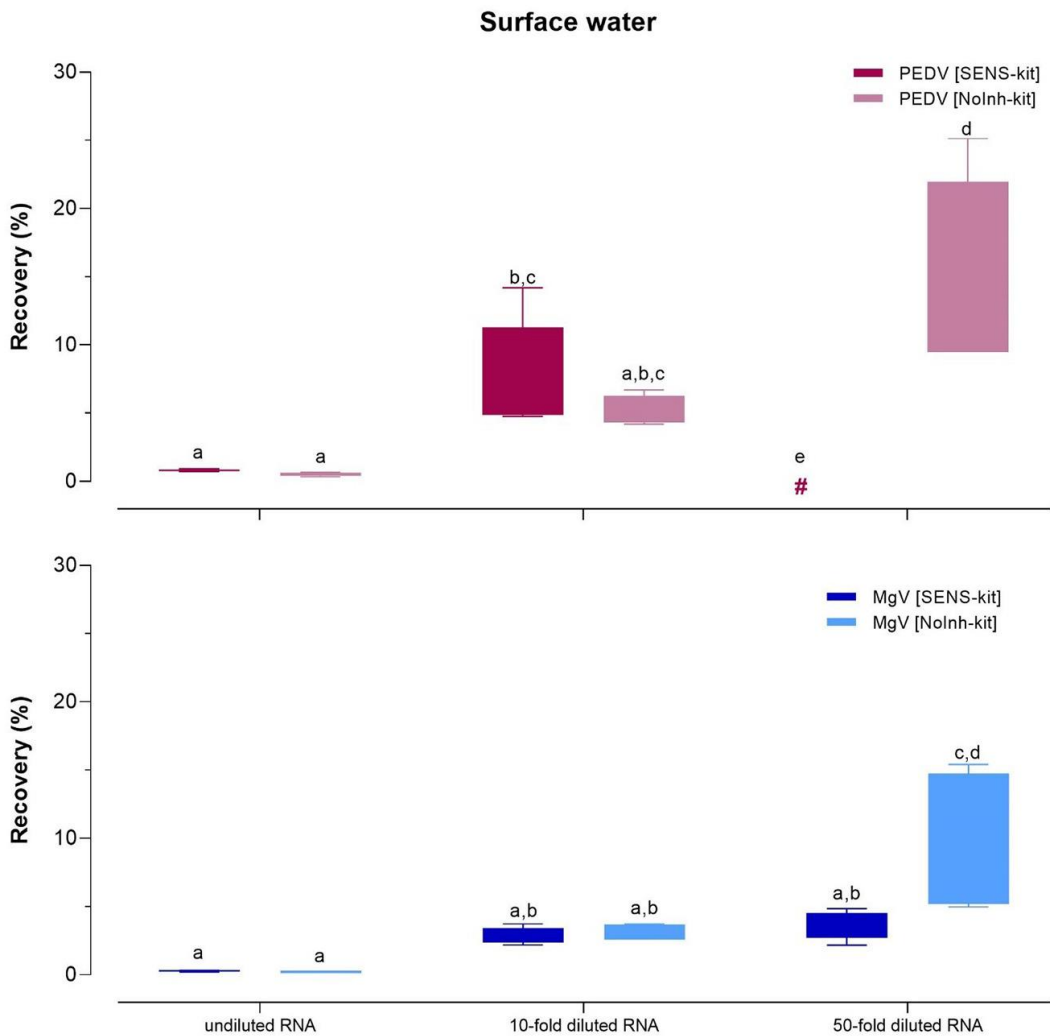 Surface water
30
20
10
0
Recovery (%)
PEDV [SENS-kit]
PEDV [NoInh-kit]
a
a
b,c
a,b,c
e
#
d
30
20
10
0
Recovery (%)
MgV [SENS-kit]
MgV [NoInh-kit]
a
a
a,b
a,b
a,b
c,d
undiluted RNA
10-fold diluted RNA
50-fold diluted RNA